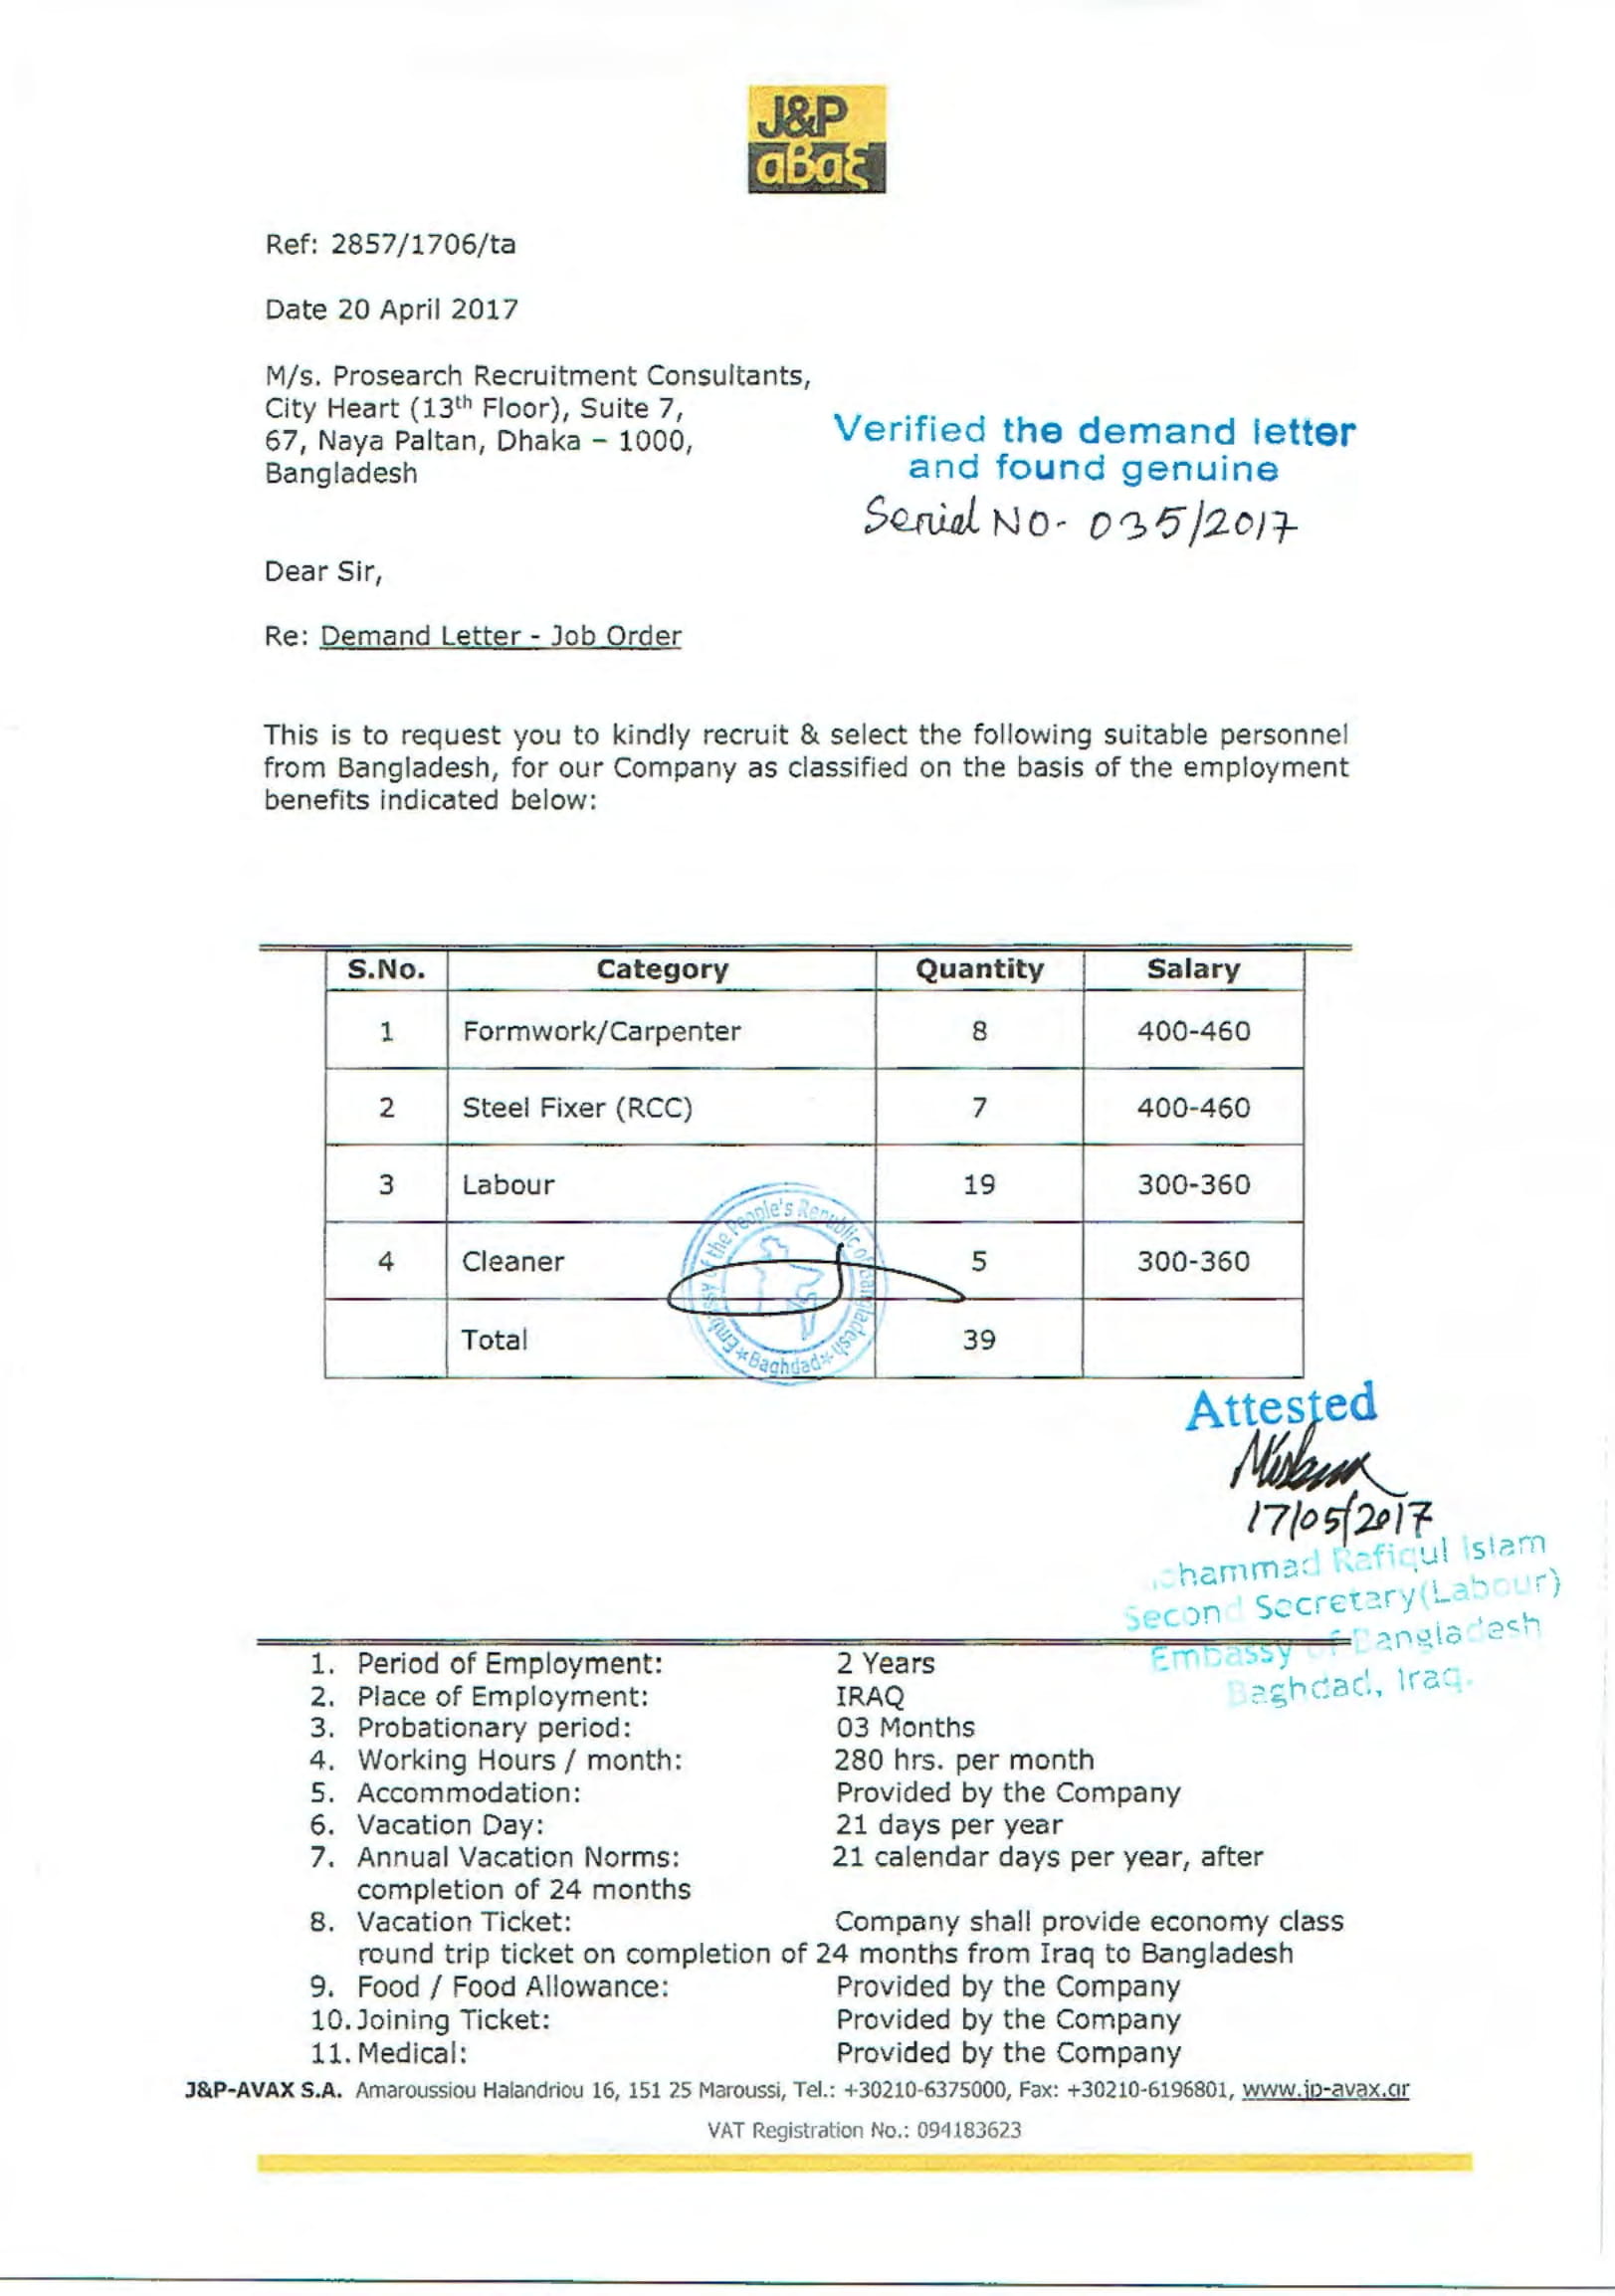 J&P
αβαξ
Ref: 2857/1706/ta
Date 20 April 2017
M/s. Prosearch Recruitment Consultants,
City Heart (13th Floor), Suite 7,
67, Naya Paltan, Dhaka – 1000,
Bangladesh
Verified the demand letter
and found genuine
Serial NO- 035/2017
Dear Sir,
Re: Demand Letter - Job Order
This is to request you to kindly recruit & select the following suitable personnel
from Bangladesh, for our Company as classified on the basis of the employment
benefits indicated below:
S.No. Category Quantity Salary
1 Formwork/Carpenter 8 400-460
2 Steel Fixer (RCC) 7 400-460
3 Labour 19 300-360
4 Cleaner 5 300-360
Total 39
Embassy of the People's Republic of Bangladesh
*Baghdad*
Attested
17/05/2017
Rafiqul Islam
Second Secretary(Labour)
Embassy of Bangladesh
Baghdad, Iraq.
1. Period of Employment: 2 Years
2. Place of Employment: IRAQ
3. Probationary period: 03 Months
4. Working Hours / month: 280 hrs. per month
5. Accommodation: Provided by the Company
6. Vacation Day: 21 days per year
7. Annual Vacation Norms: 21 calendar days per year, after
completion of 24 months
8. Vacation Ticket: Company shall provide economy class
round trip ticket on completion of 24 months from Iraq to Bangladesh
9. Food / Food Allowance: Provided by the Company
10. Joining Ticket: Provided by the Company
11. Medical: Provided by the Company
J&P-AVAX S.A. Amaroussiou Halandriou 16, 151 25 Maroussi, Tel.: +30210-6375000, Fax: +30210-6196801, www.jp-avax.gr
VAT Registration No.: 094183623